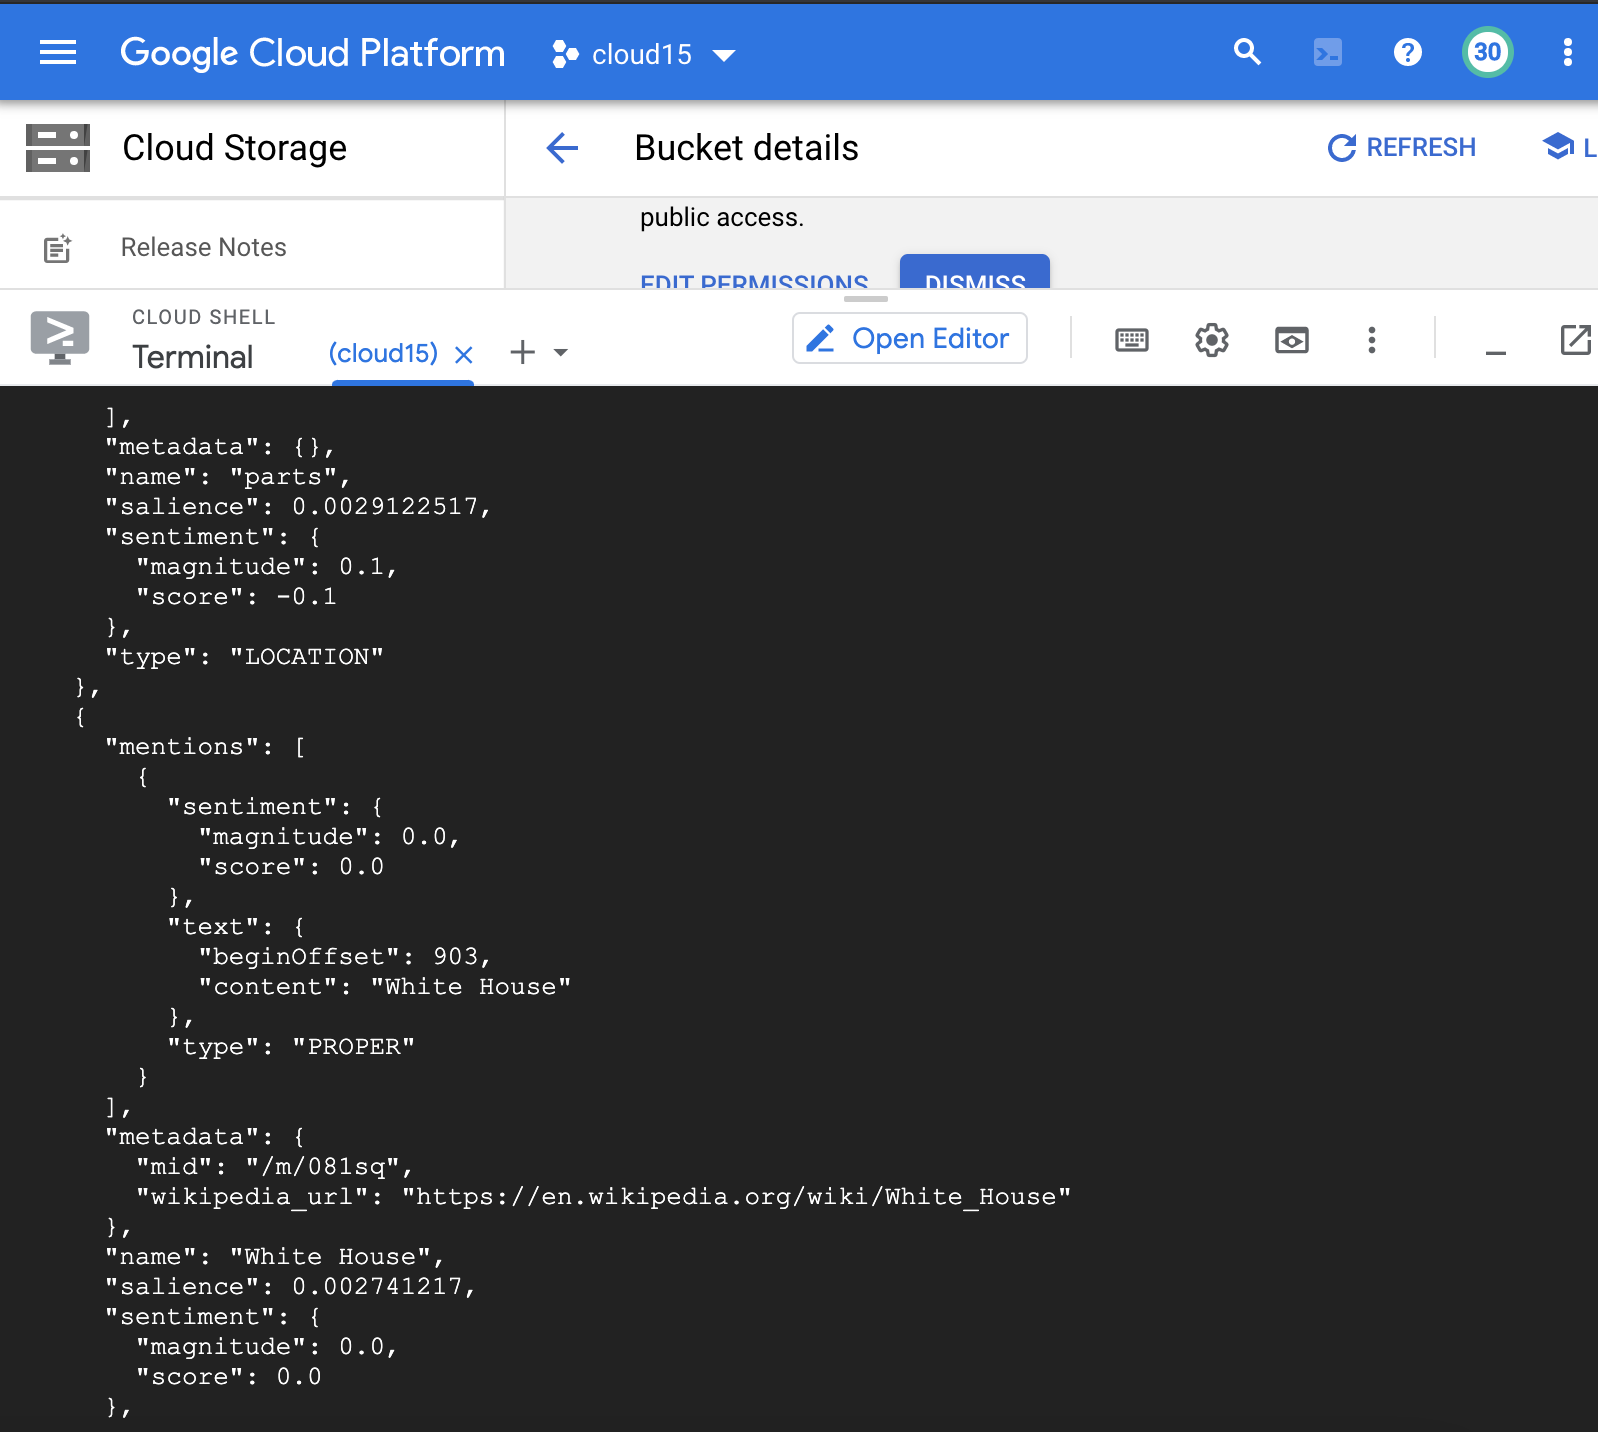 Google Cloud Platform cloud15 30
Cloud Storage Bucket details REFRESH L
public access.
Release Notes
EDIT PERMISSIONS DISMISS
CLOUD SHELL
Terminal (cloud15) Open Editor
],
"metadata": {},
"name": "parts",
"salience": 0.0029122517,
"sentiment": {
"magnitude": 0.1,
"score": -0.1
},
"type": "LOCATION"
},
{
"mentions": [
{
"sentiment": {
"magnitude": 0.0,
"score": 0.0
},
"text": {
"beginOffset": 903,
"content": "White House"
},
"type": "PROPER"
}
],
"metadata": {
"mid": "/m/081sq",
"wikipedia_url": "https://en.wikipedia.org/wiki/White_House"
},
"name": "White House",
"salience": 0.002741217,
"sentiment": {
"magnitude": 0.0,
"score": 0.0
},